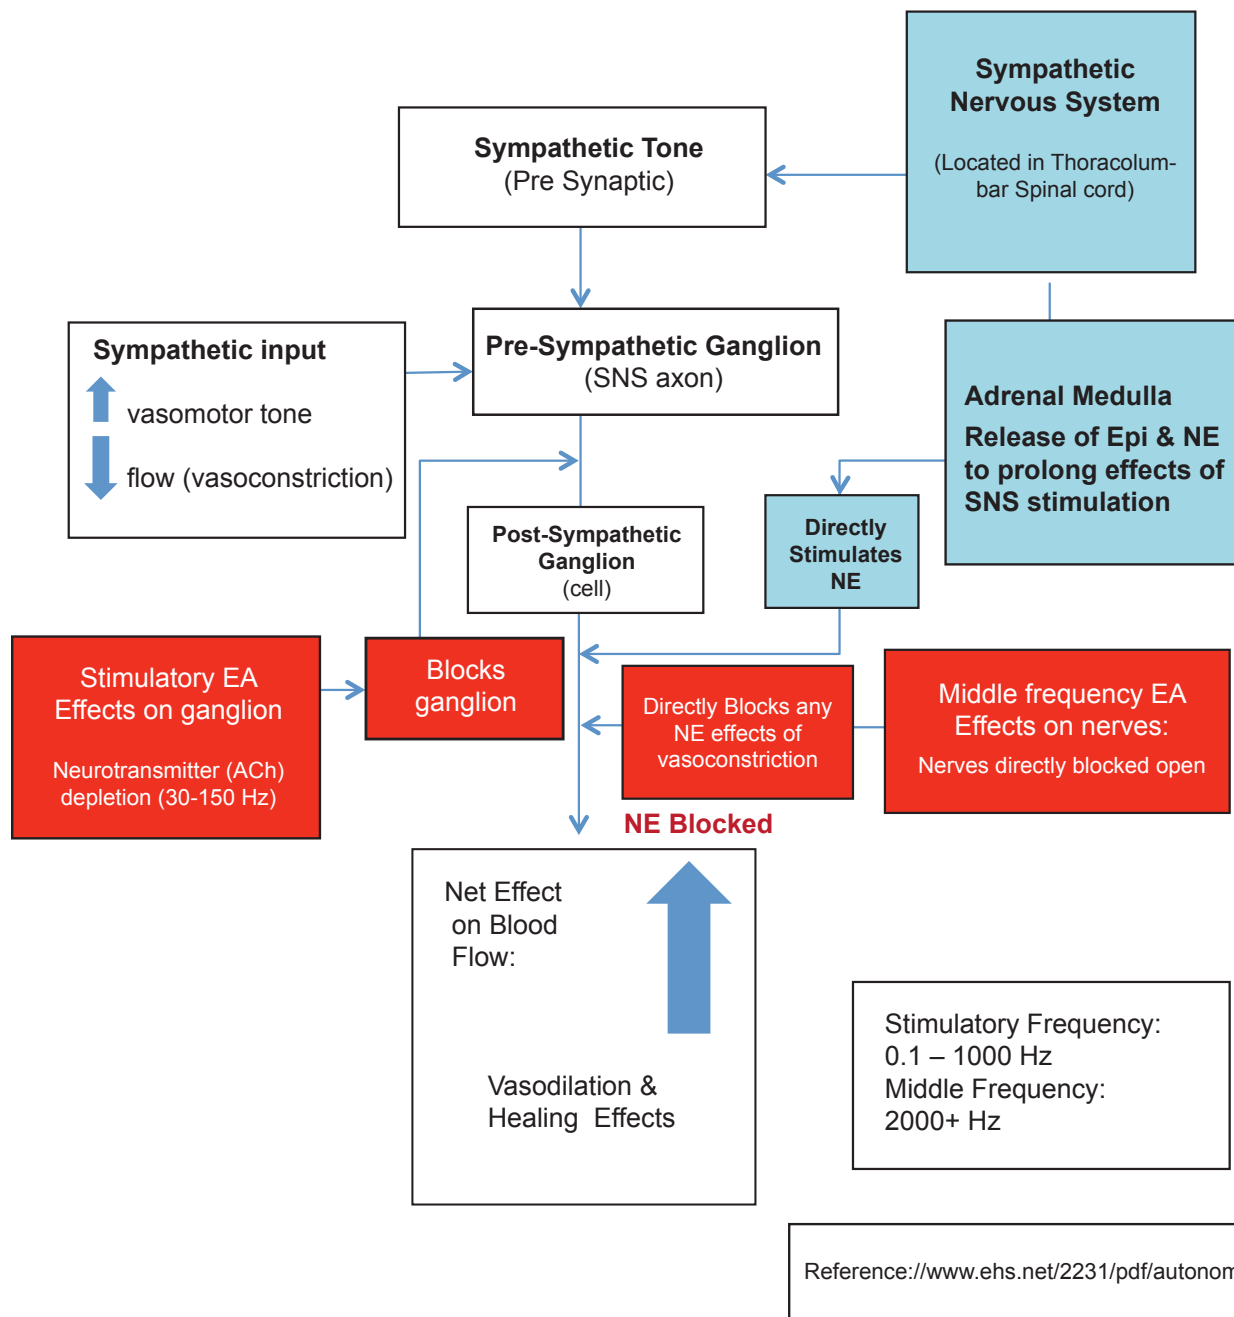 Sympathetic
Nervous System
(Located in Thoracolum-
bar Spinal cord)
Sympathetic Tone
(Pre Synaptic)
Sympathetic input
vasomotor tone
flow (vasoconstriction)
Pre-Sympathetic Ganglion
(SNS axon)
Adrenal Medulla
Release of Epi & NE
to prolong effects of
SNS stimulation
Post-Sympathetic
Ganglion
(cell)
Directly
Stimulates
NE
Stimulatory EA
Effects on ganglion
Neurotransmitter (ACh)
depletion (30-150 Hz)
Blocks
ganglion
Directly Blocks any
NE effects of
vasoconstriction
Middle frequency EA
Effects on nerves:
Nerves directly blocked open
NE Blocked
Net Effect
on Blood
Flow:
Vasodilation &
Healing Effects
Stimulatory Frequency:
0.1 – 1000 Hz
Middle Frequency:
2000+ Hz
Reference://www.ehs.net/2231/pdf/autonom